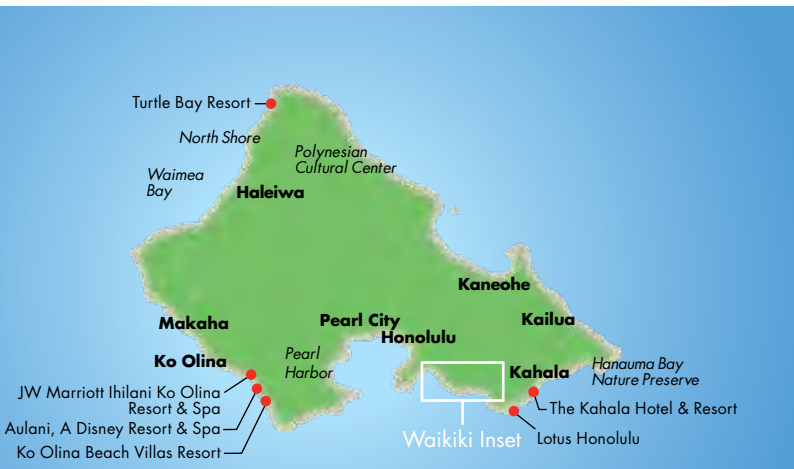 Turtle Bay Resort
North Shore
Polynesian
Cultural Center
Waimea
Bay
Haleiwa
Kaneohe
Makaha
Pearl City
Kailua
Honolulu
Ko Olina
Pearl
Harbor
Kahala
Hanauma Bay
Nature Preserve
JW Marriott Ihilani Ko Olina
Resort & Spa
The Kahala Hotel & Resort
Aulani, A Disney Resort & Spa
Waikiki Inset
Lotus Honolulu
Ko Olina Beach Villas Resort